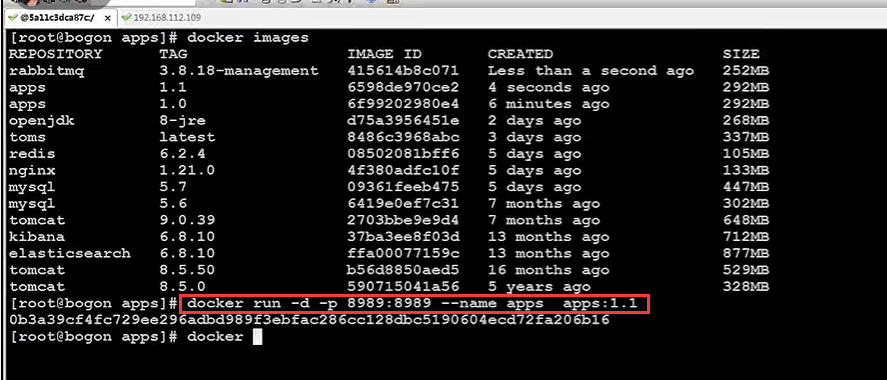 @5a11c3dca87c:/ × 192.168.112.109
[root@bogon apps]# docker images
REPOSITORY TAG IMAGE ID CREATED SIZE
rabbitmq 3.8.18-management 415614b8c071 Less than a second ago 252MB
apps 1.1 6598de970ce2 4 seconds ago 292MB
apps 1.0 6f99202980e4 6 minutes ago 292MB
openjdk 8-jre d75a3956451e 2 days ago 268MB
toms latest 8486c3968abc 3 days ago 337MB
redis 6.2.4 08502081bff6 5 days ago 105MB
nginx 1.21.0 4f380adfc10f 5 days ago 133MB
mysql 5.7 09361feeb475 5 days ago 447MB
mysql 5.6 6419e0ef7c31 7 months ago 302MB
tomcat 9.0.39 2703bbe9e9d4 7 months ago 648MB
kibana 6.8.10 37ba3ee8f03d 13 months ago 712MB
elasticsearch 6.8.10 ffa00077159c 13 months ago 877MB
tomcat 8.5.50 b56d8850aed5 16 months ago 529MB
tomcat 8.5.0 590715041a56 5 years ago 328MB
[root@bogon apps]# docker run -d -p 8989:8989 --name apps apps:1.1
0b3a39cf4fc729ee296adbd989f3ebfac286cc128dbc5190604ecd72fa206b16
[root@bogon apps]# docker